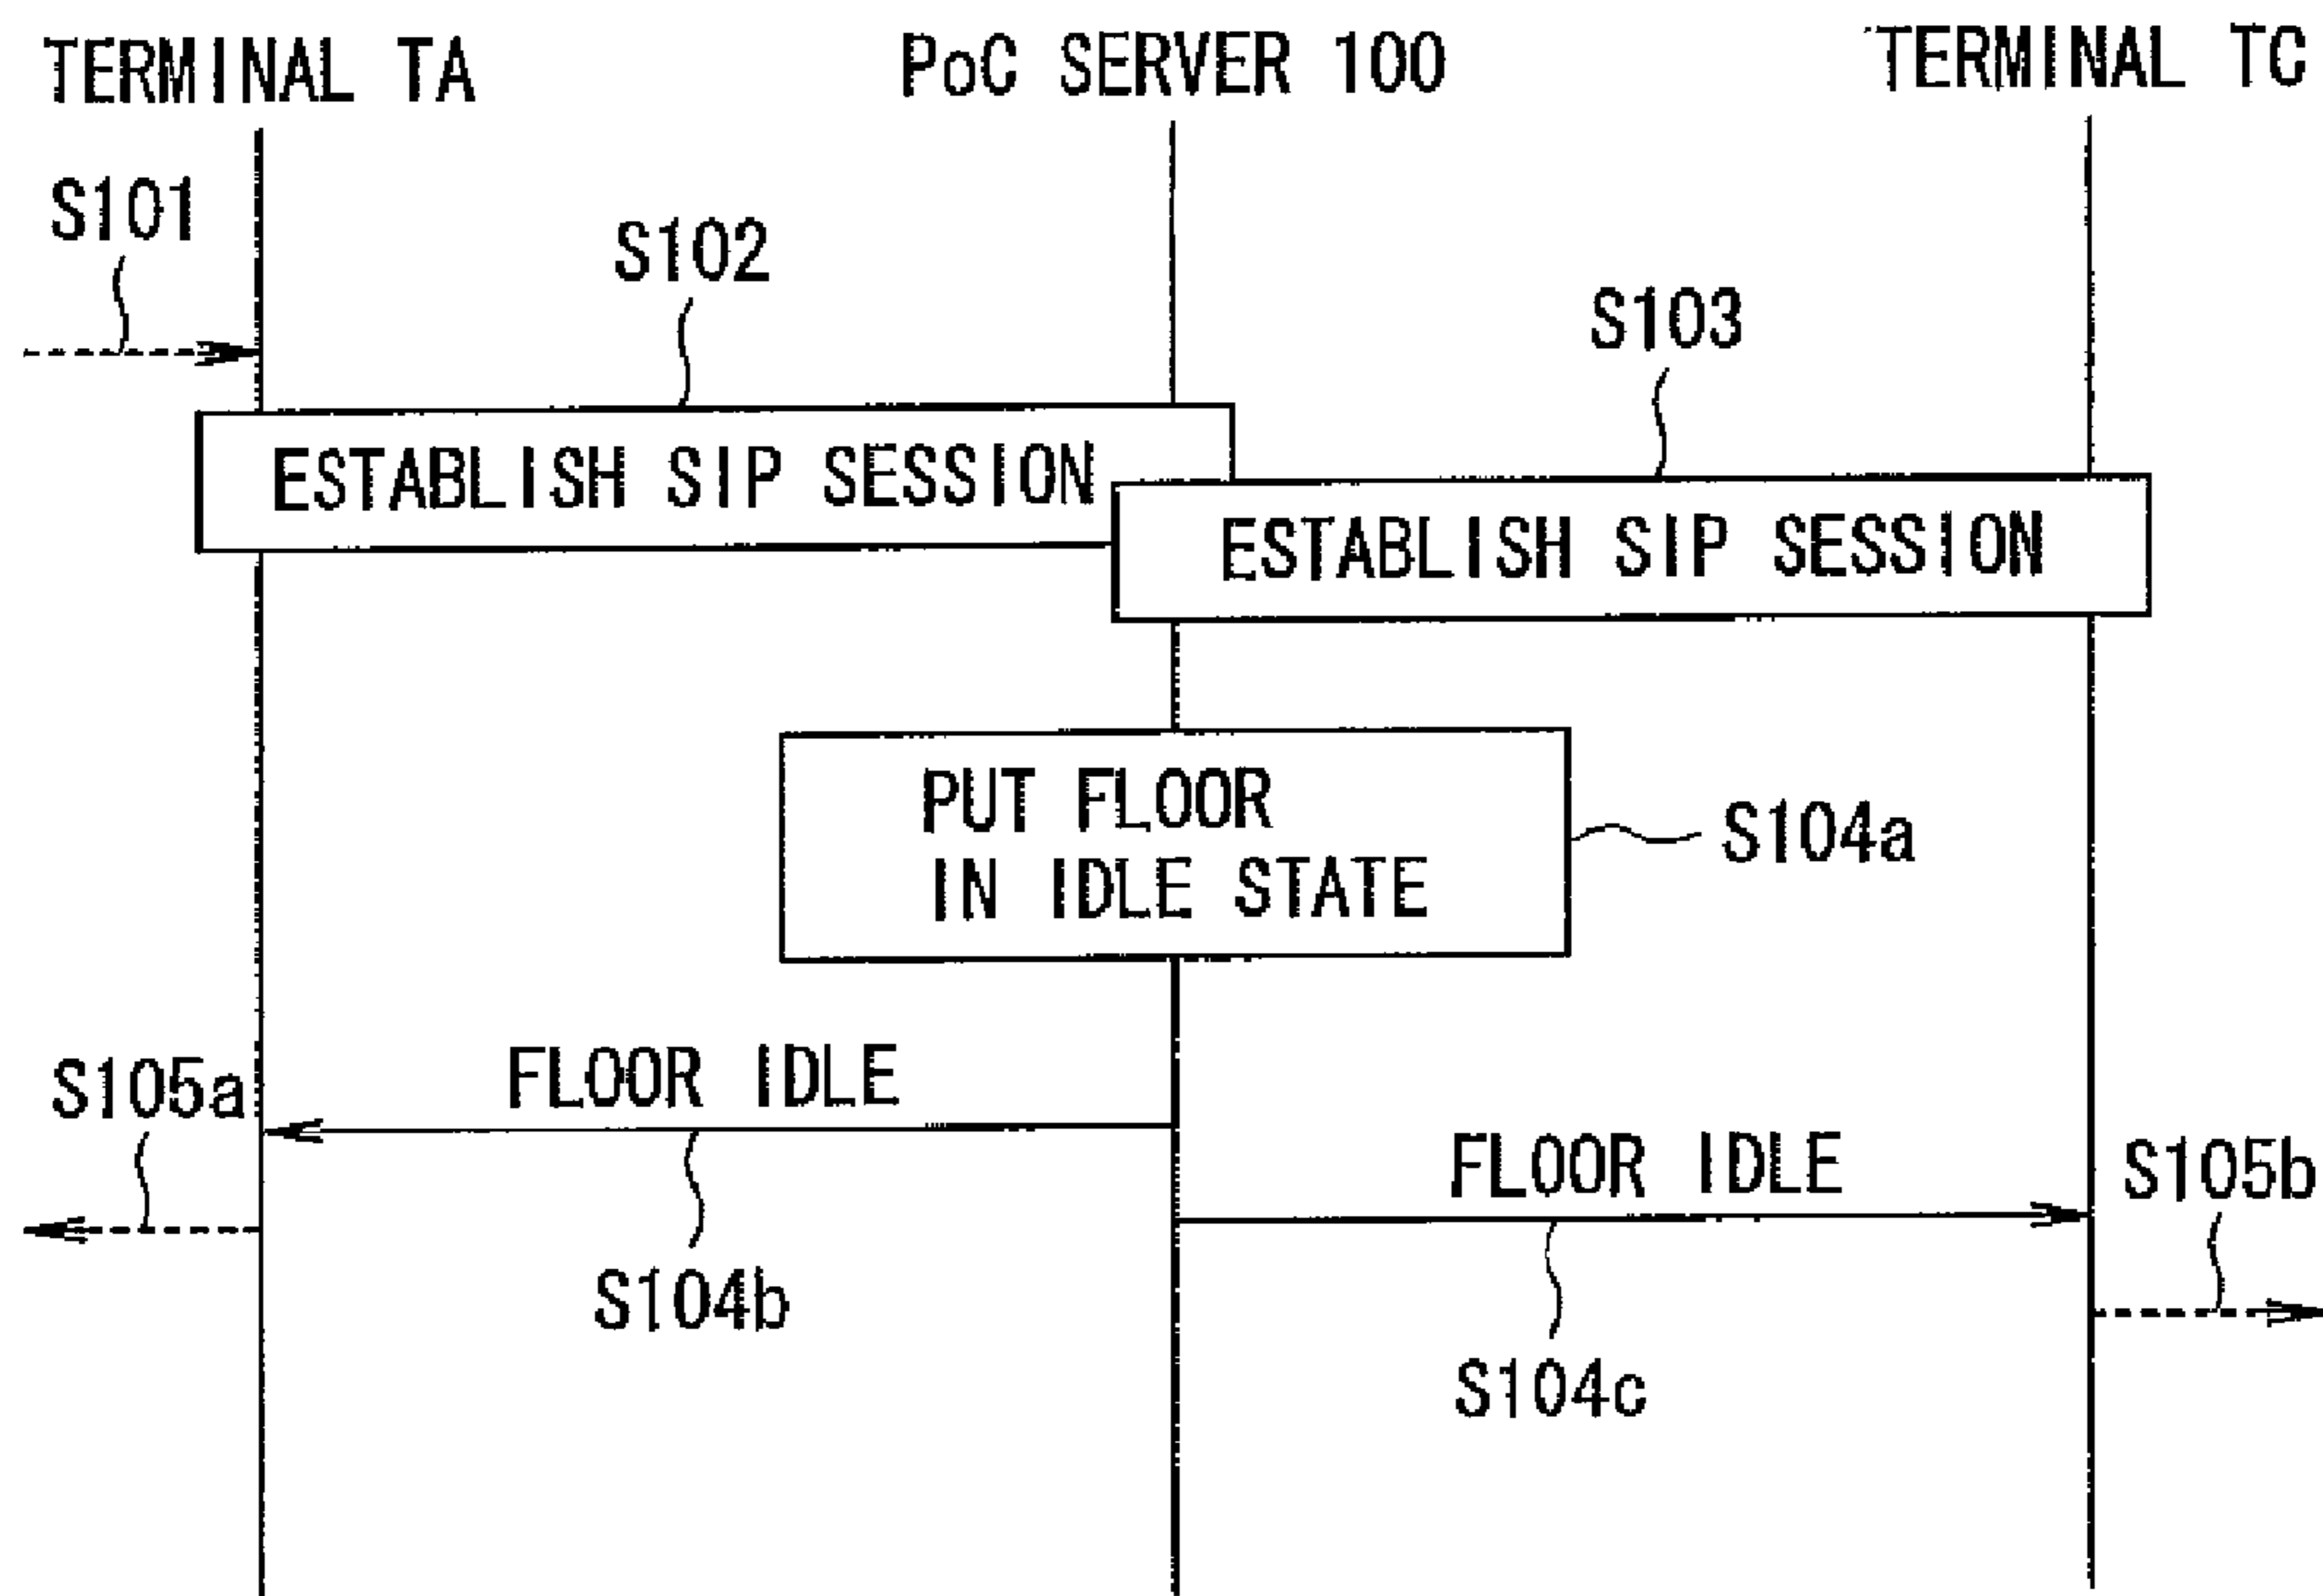 TERMINAL TA
PoC SERVER 100
TERMINAL TC
S101
S102
S103
ESTABLISH SIP SESSION
ESTABLISH SIP SESSION
PUT FLOOR
IN IDLE STATE
S104a
FLOOR IDLE
S105a
FLOOR IDLE
S105b
S104b
S104c